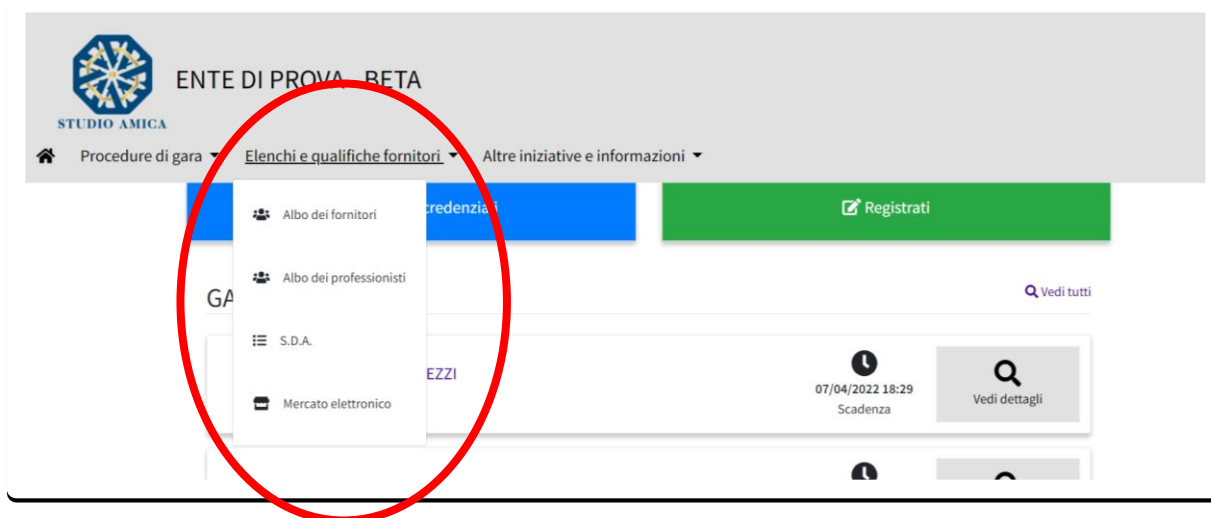 ENTE DI PROVA - BETA
STUDIO AMICA
Procedure di gara
Elenchi e qualifiche fornitori
Altre iniziative e informazioni
Albo dei fornitori
Registrati
Albo dei professionisti
Vedi tutti
S.D.A.
EZZI
07/04/2022 18:29
Scadenza
Vedi dettagli
Mercato elettronico